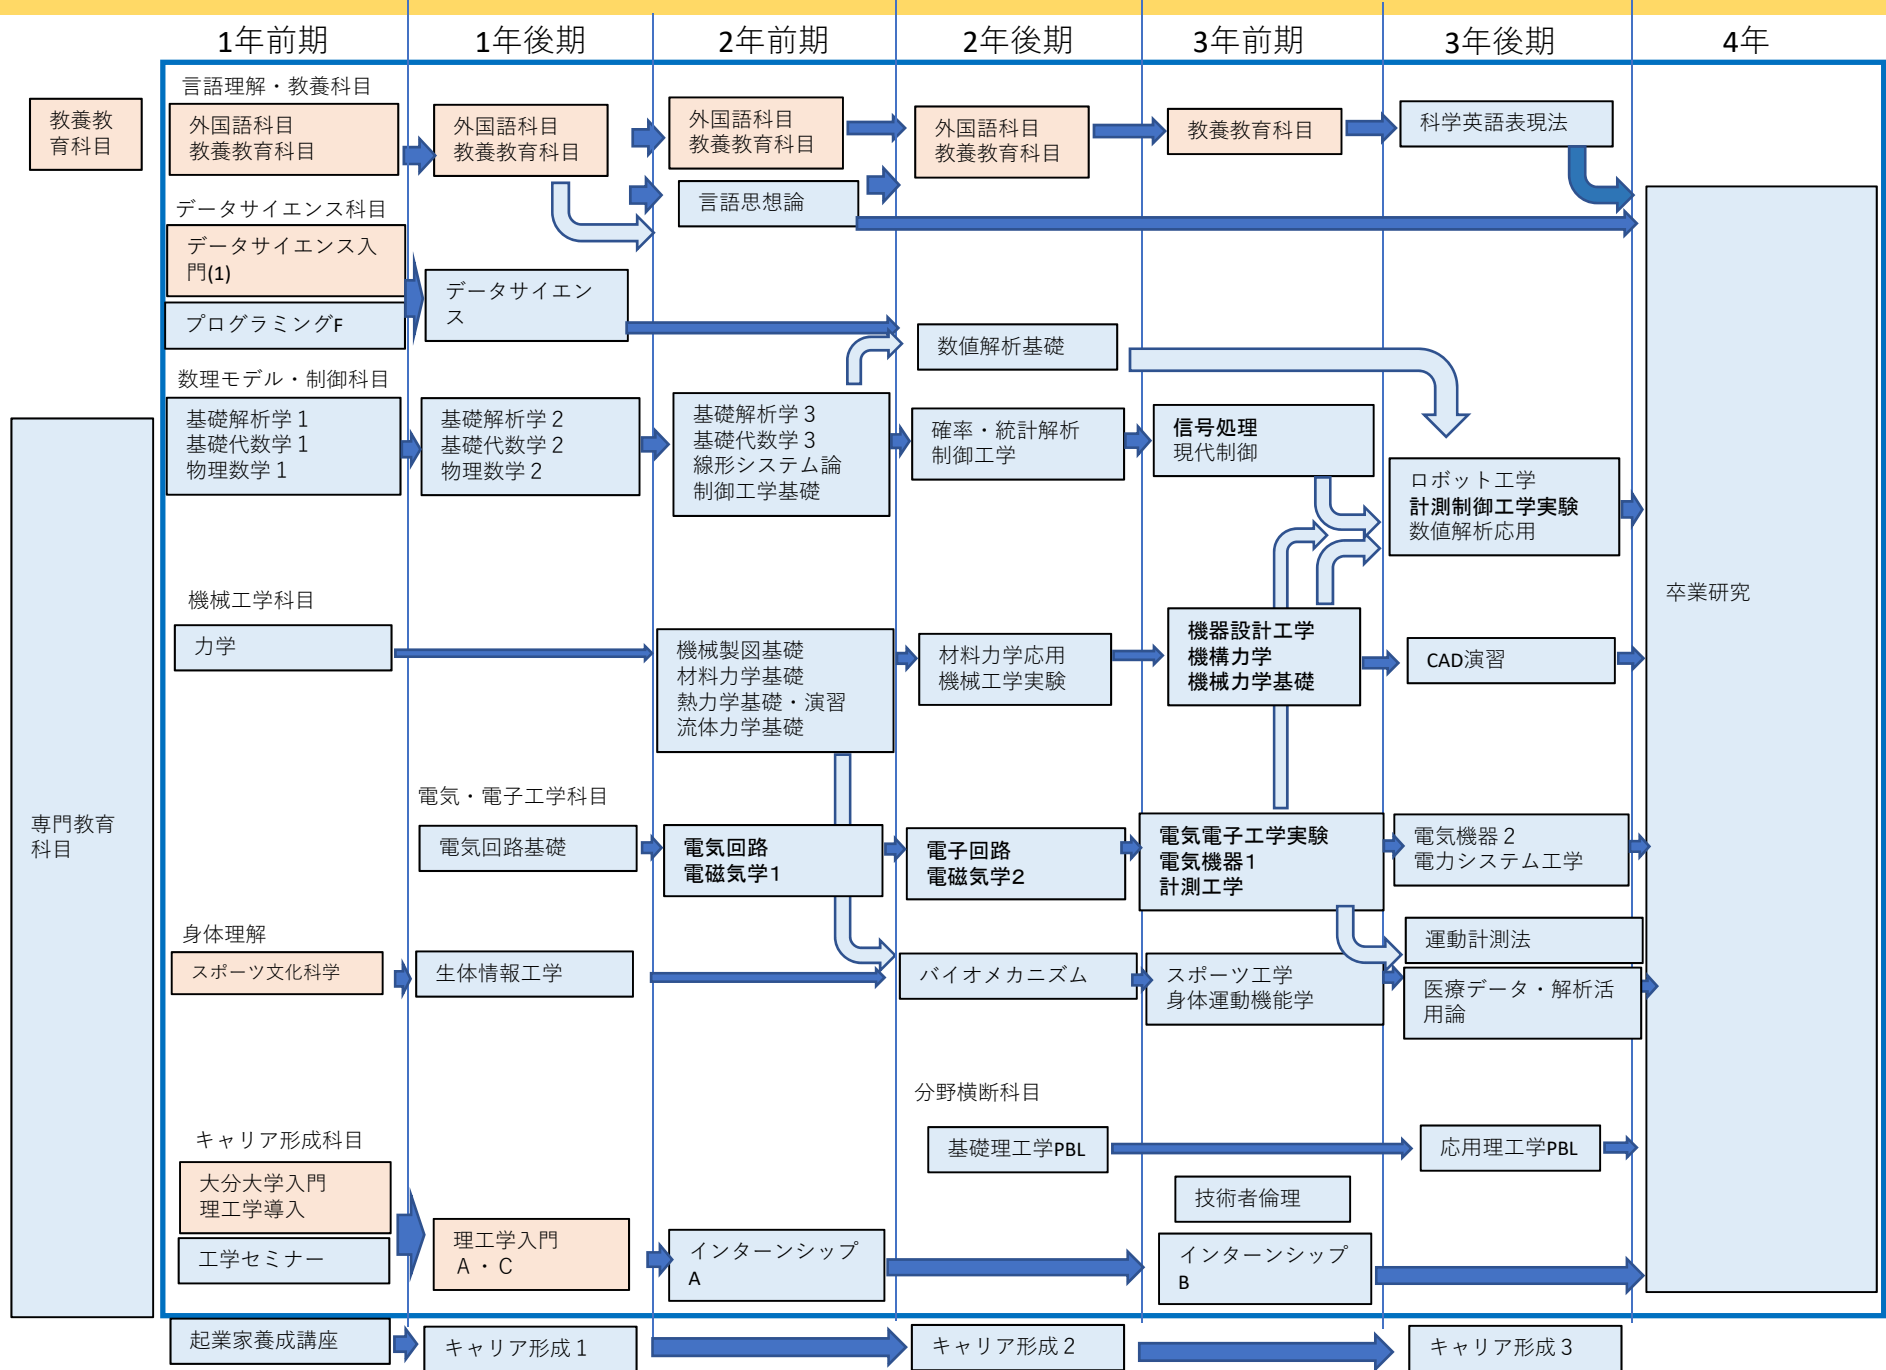 1年前期
1年後期
2年前期
2年後期
3年前期
3年後期
4年
教養教
育科目
言語理解・教養科目
外国語科目
教養教育科目
外国語科目
教養教育科目
外国語科目
教養教育科目
外国語科目
教養教育科目
教養教育科目
科学英語表現法
言語思想論
データサイエンス科目
データサイエンス入
門(1)
プログラミングF
データサイエン
ス
数値解析基礎
数理モデル・制御科目
基礎解析学１
基礎代数学１
物理数学１
基礎解析学２
基礎代数学２
物理数学２
基礎解析学３
基礎代数学３
線形システム論
制御工学基礎
確率・統計解析
制御工学
信号処理
現代制御
ロボット工学
計測制御工学実験
数値解析応用
専門教育
科目
卒業研究
機械工学科目
力学
機械製図基礎
材料力学基礎
熱力学基礎・演習
流体力学基礎
材料力学応用
機械工学実験
機器設計工学
機構力学
機械力学基礎
CAD演習
電気・電子工学科目
電気回路基礎
電気回路
電磁気学1
電子回路
電磁気学2
電気電子工学実験
電気機器1
計測工学
電気機器２
電力システム工学
身体理解
スポーツ文化科学
生体情報工学
バイオメカニズム
スポーツ工学
身体運動機能学
運動計測法
医療データ・解析活
用論
分野横断科目
基礎理工学PBL
応用理工学PBL
キャリア形成科目
大分大学入門
理工学導入
工学セミナー
理工学入門
Ａ・Ｃ
インターンシップ
A
技術者倫理
インターンシップ
B
起業家養成講座
キャリア形成１
キャリア形成２
キャリア形成３